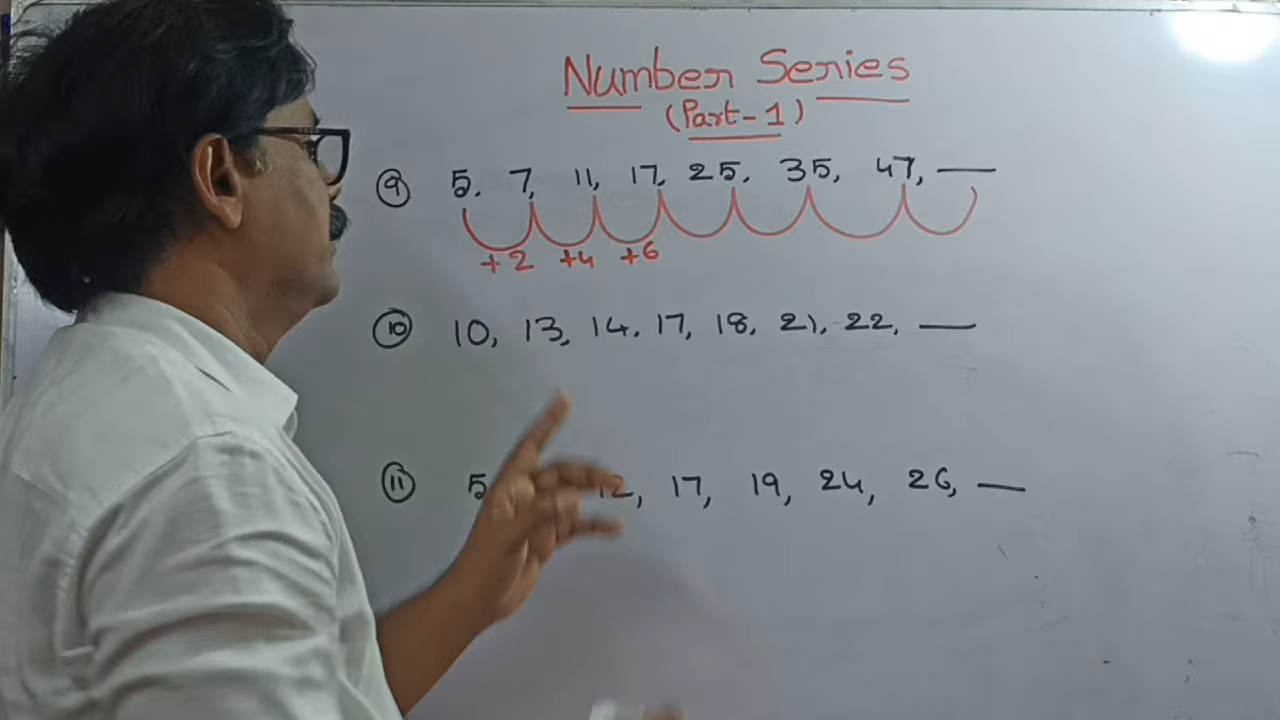 Number Series
(Part-1)
⑨ 5, 7, 11, 17, 25, 35, 47, —
+2 +4 +6
⑩ 10, 13, 14, 17, 18, 21, 22, —
⑪ 5 12, 17, 19, 24, 26, —